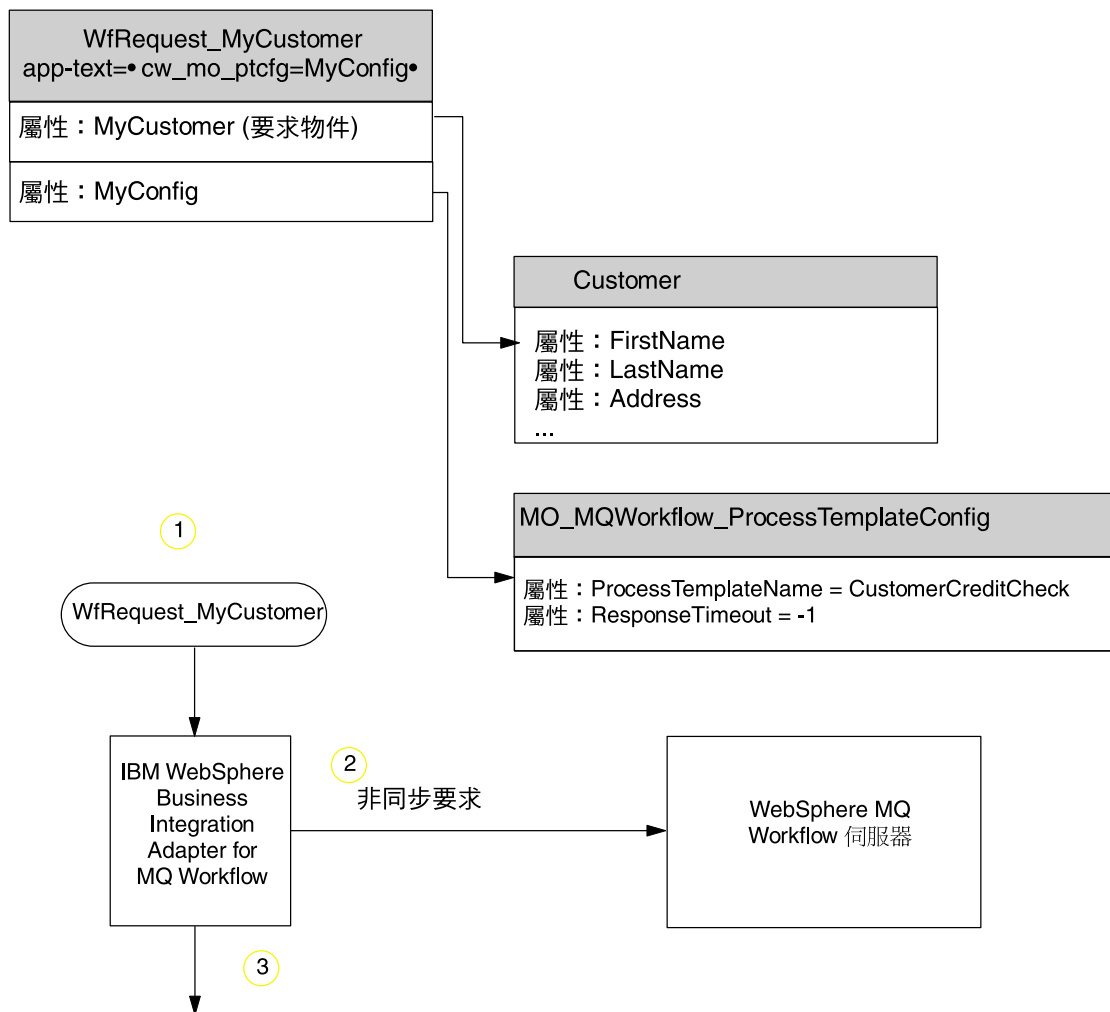 WfRequest_MyCustomer
app-text=• cw_mo_ptcfg=MyConfig•
屬性：MyCustomer (要求物件)
屬性：MyConfig
Customer
屬性：FirstName
屬性：LastName
屬性：Address
...
MO_MQWorkflow_ProcessTemplateConfig
屬性：ProcessTemplateName = CustomerCreditCheck
屬性：ResponseTimeout = -1
1
WfRequest_MyCustomer
IBM WebSphere
Business
Integration
Adapter for
MQ Workflow
2
非同步要求
WebSphere MQ
Workflow 伺服器
3